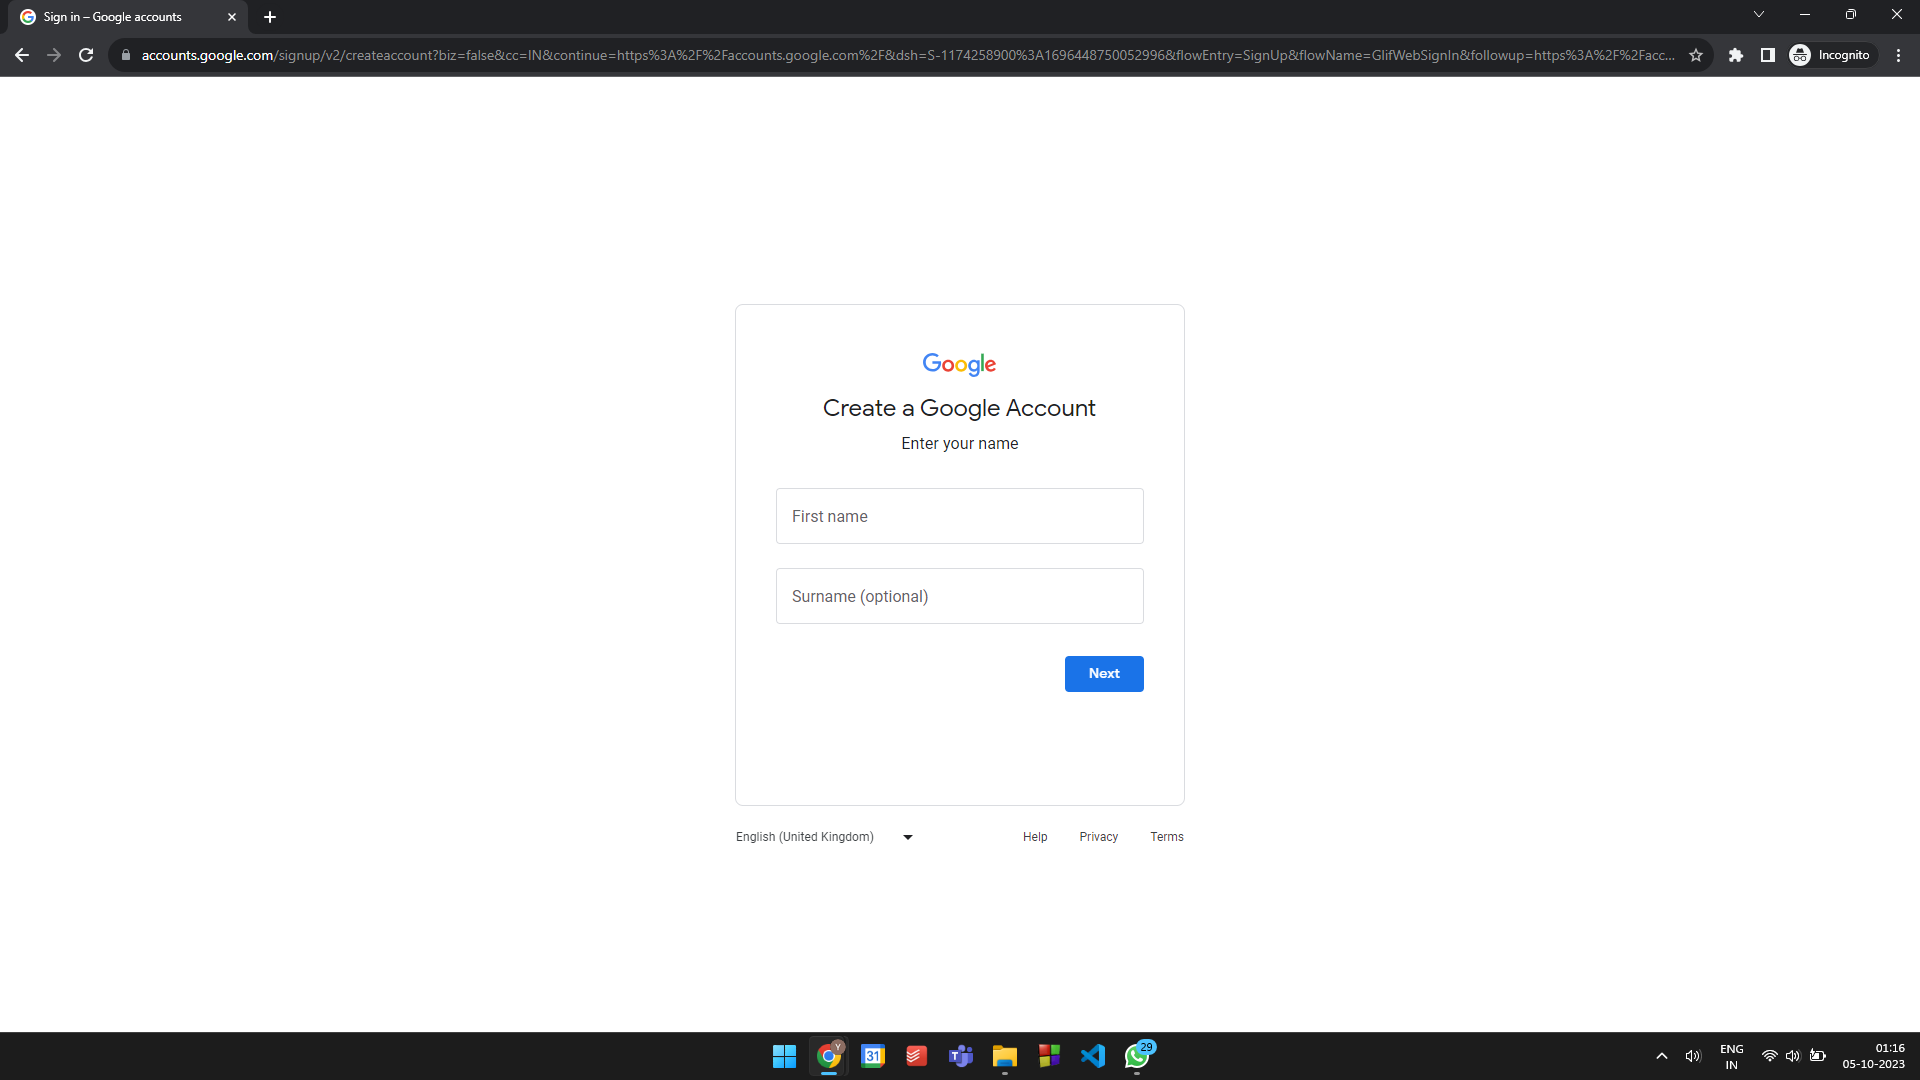 Sign in – Google accounts
accounts.google.com/signup/v2/createaccount?biz=false&cc=IN&continue=https%3A%2F%2Faccounts.google.com%2F&dsh=S-1174258900%3A1696448750052996&flowEntry=SignUp&flowName=GlifWebSignIn&followup=https%3A%2F%2Facc...
Incognito
Google
Create a Google Account
Enter your name
First name
Surname (optional)
Next
English (United Kingdom)
Help
Privacy
Terms
Y
31
T
29
ENG
IN
01:16
05-10-2023